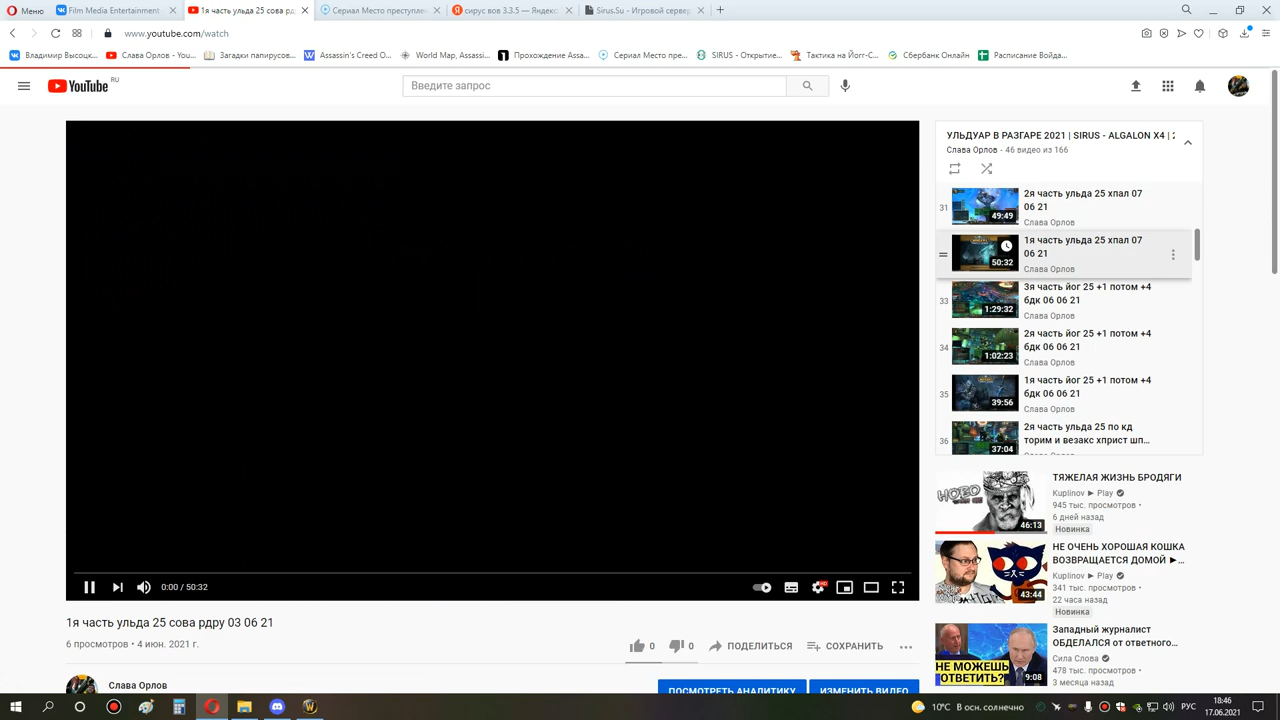 Меню
Film Media Entertainment -
1я часть ульда 25 сова рдр
Сериал Место преступлен
сирус вов 3.3.5 — Яндекс
Sirus.Su - Игровой сервер
www.youtube.com/watch
Владимир Высоцк...
Слава Орлов - You...
Загадки папирусов...
Assassin's Creed O...
World Map, Assassi...
Прохождение Assa...
Сериал Место пре...
SIRUS - Открытие...
Тактика на Йогг-С...
Сбербанк Онлайн
Расписание Войда...
YouTube RU
Введите запрос
УЛЬДУАР В РАЗГАРЕ 2021 | SIRUS - ALGALON X4 | 2
Слава Орлов - 46 видео из 166
31
49:49
2я часть ульда 25 хпал 07
06 21
Слава Орлов
50:32
1я часть ульда 25 хпал 07
06 21
Слава Орлов
33
1:29:32
3я часть йог 25 +1 потом +4
бдк 06 06 21
Слава Орлов
34
1:02:23
2я часть йог 25 +1 потом +4
бдк 06 06 21
Слава Орлов
35
39:56
1я часть йог 25 +1 потом +4
бдк 06 06 21
Слава Орлов
36
37:04
2я часть ульда 25 по кд
торим и везакс хприст шп...
0:00 / 50:32
HD
1я часть ульда 25 сова рдру 03 06 21
6 просмотров • 4 июн. 2021 г.
0
0
ПОДЕЛИТЬСЯ
СОХРАНИТЬ
Слава Орлов
ПОСМОТРЕТЬ АНАЛИТИКУ
ИЗМЕНИТЬ ВИДЕО
46:13
ТЯЖЕЛАЯ ЖИЗНЬ БРОДЯГИ
Kuplinov ► Play
945 тыс. просмотров •
6 дней назад
Новинка
43:44
НЕ ОЧЕНЬ ХОРОШАЯ КОШКА
ВОЗВРАЩАЕТСЯ ДОМОЙ ►...
Kuplinov ► Play
341 тыс. просмотров •
22 часа назад
Новинка
НЕ МОЖЕШЬ
ОТВЕТИТЬ?
9:08
Западный журналист
ОБДЕЛАЛСЯ от ответного...
Сила Слова
478 тыс. просмотров •
3 месяца назад
10°C В осн. солнечно
РУС
18:46
17.06.2021